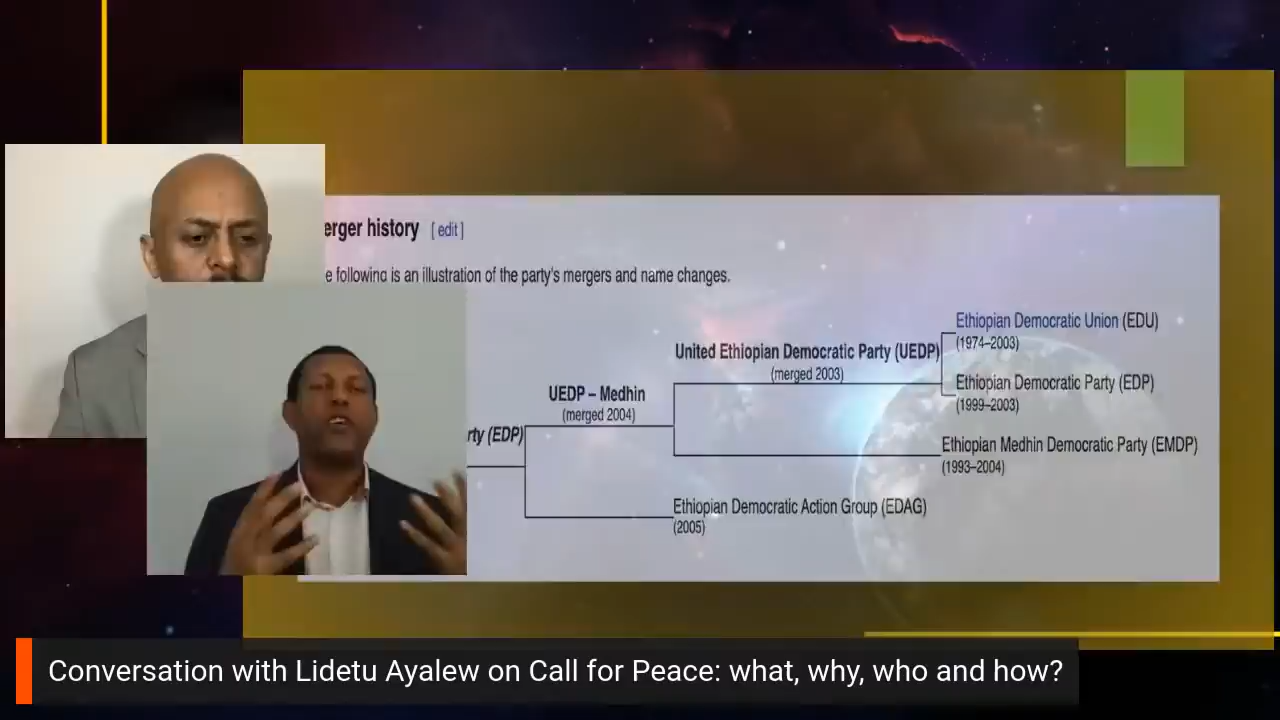 erger history [ edit ]
e following is an illustration of the party's mergers and name changes.
Ethiopian Democratic Union (EDU)
(1974–2003)
United Ethiopian Democratic Party (UEDP)
(merged 2003)
Ethiopian Democratic Party (EDP)
(1999–2003)
UEDP – Medhin
(merged 2004)
rty (EDP)
Ethiopian Medhin Democratic Party (EMDP)
(1993–2004)
Ethiopian Democratic Action Group (EDAG)
(2005)
Conversation with Lidetu Ayalew on Call for Peace: what, why, who and how?